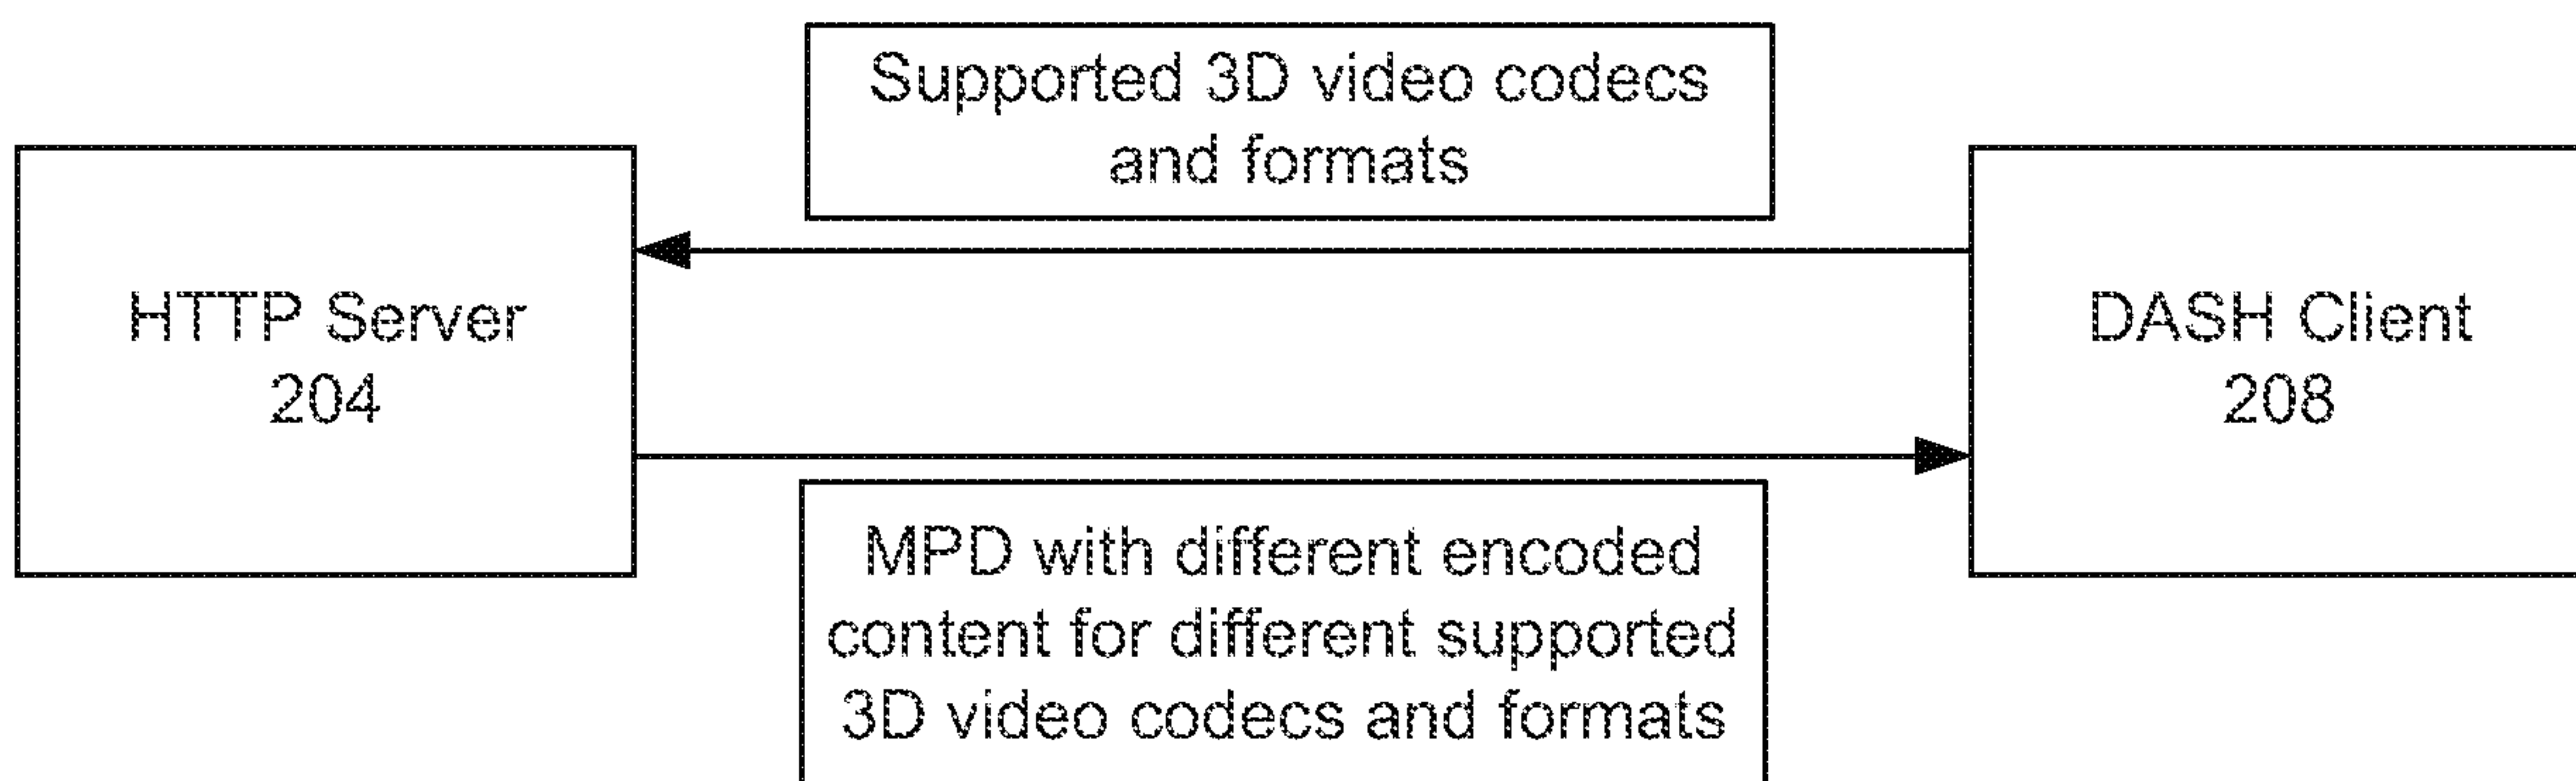 Supported 3D video codecs
and formats
HTTP Server
204
DASH Client
208
MPD with different encoded
content for different supported
3D video codecs and formats